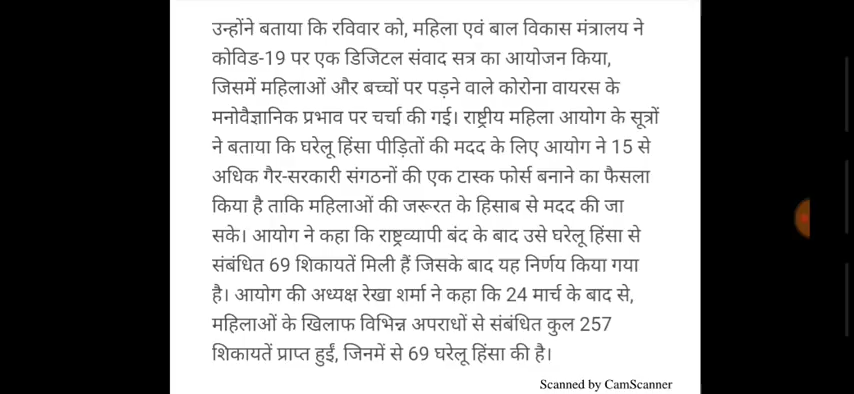 उन्होंने बताया कि रविवार को, महिला एवं बाल विकास मंत्रालय ने
कोविड-19 पर एक डिजिटल संवाद सत्र का आयोजन किया,
जिसमें महिलाओं और बच्चों पर पड़ने वाले कोरोना वायरस के
मनोवैज्ञानिक प्रभाव पर चर्चा की गई। राष्ट्रीय महिला आयोग के सूत्रों
ने बताया कि घरेलू हिंसा पीड़ितों की मदद के लिए आयोग ने 15 से
अधिक गैर-सरकारी संगठनों की एक टास्क फोर्स बनाने का फैसला
किया है ताकि महिलाओं की जरूरत के हिसाब से मदद की जा
सके। आयोग ने कहा कि राष्ट्रव्यापी बंद के बाद उसे घरेलू हिंसा से
संबंधित 69 शिकायतें मिली हैं जिसके बाद यह निर्णय किया गया
है। आयोग की अध्यक्ष रेखा शर्मा ने कहा कि 24 मार्च के बाद से,
महिलाओं के खिलाफ विभिन्न अपराधों से संबंधित कुल 257
शिकायतें प्राप्त हुईं, जिनमें से 69 घरेलू हिंसा की है।
Scanned by CamScanner